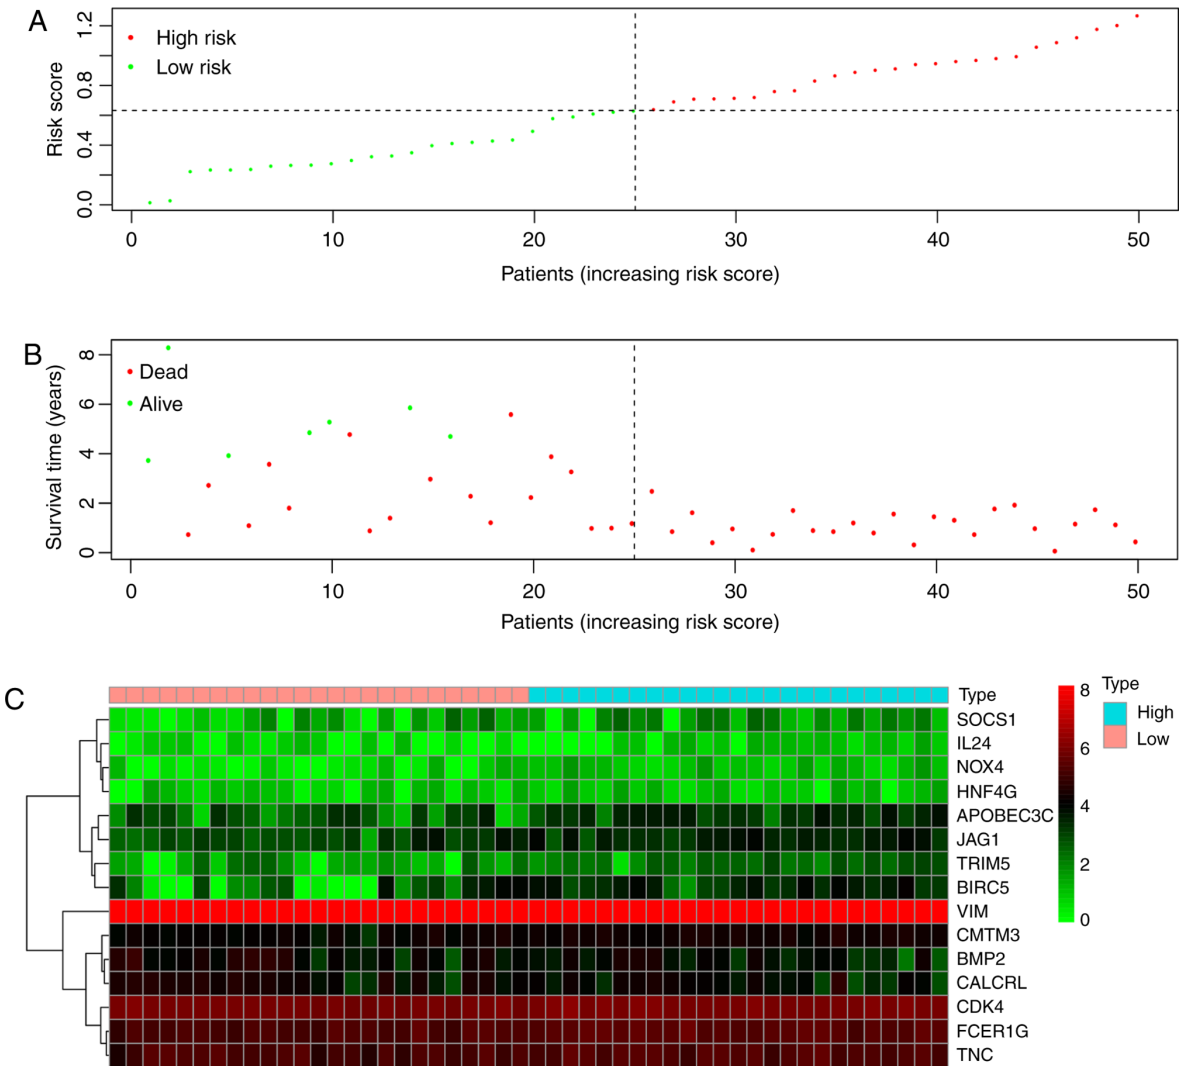 A
High risk
Low risk
Risk score
0.0 0.4 0.8 1.2
0 10 20 30 40 50
Patients (increasing risk score)
B
Dead
Alive
Survival time (years)
0 2 4 6 8
0 10 20 30 40 50
Patients (increasing risk score)
C
Type
SOCS1
IL24
NOX4
HNF4G
APOBEC3C
JAG1
TRIM5
BIRC5
VIM
CMTM3
BMP2
CALCRL
CDK4
FCER1G
TNC
8
6
4
2
0
Type
High
Low